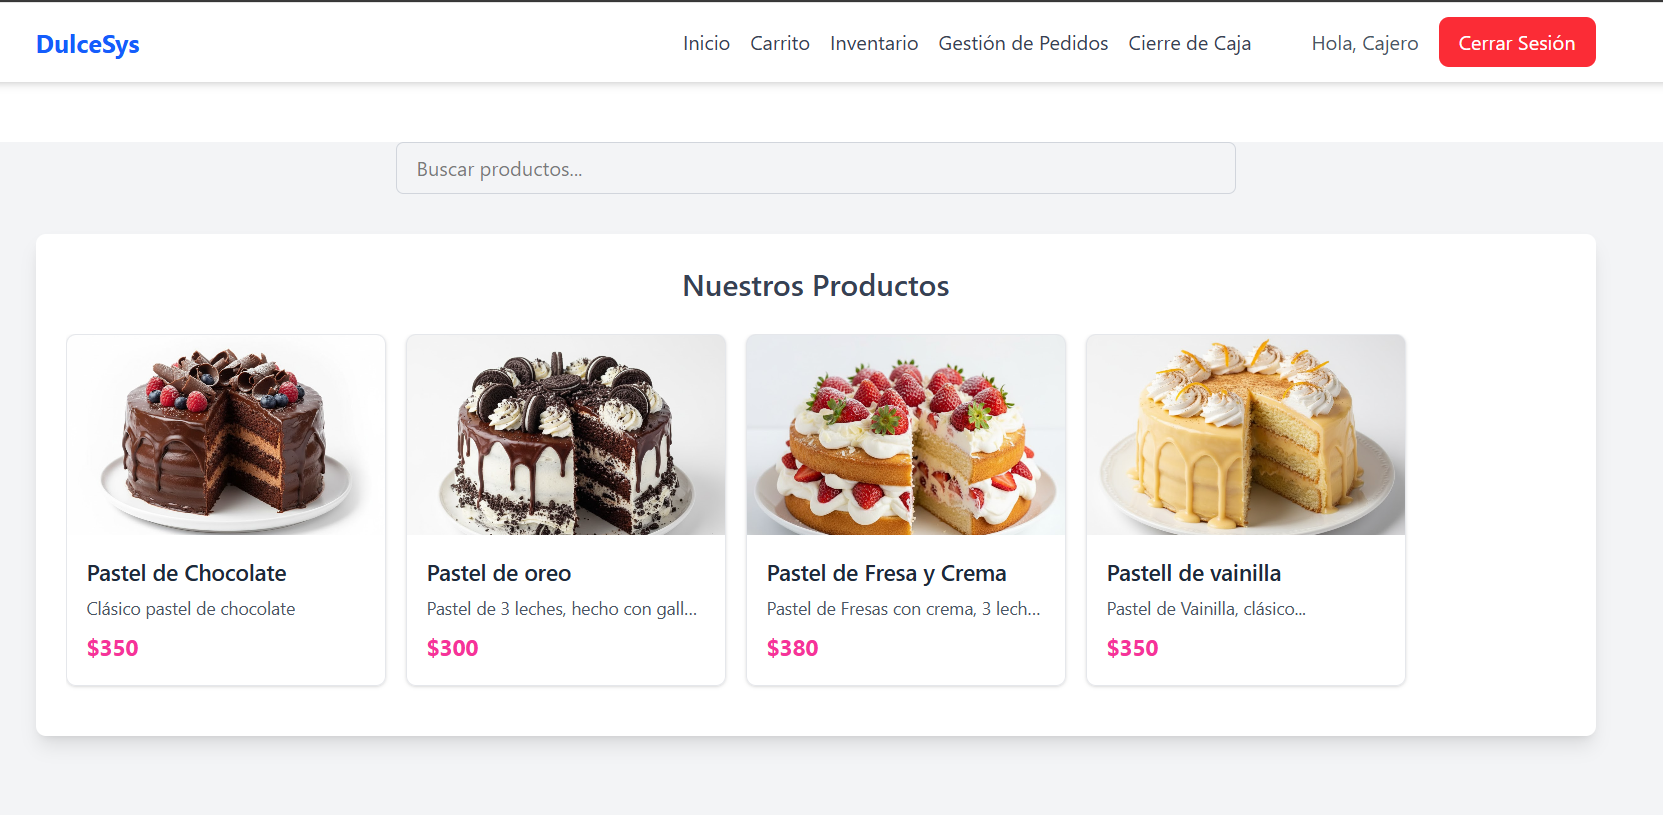 DulceSys
Inicio Carrito Inventario Gestión de Pedidos Cierre de Caja Hola, Cajero Cerrar Sesión
Buscar productos...
Nuestros Productos
Pastel de Chocolate
Clásico pastel de chocolate
$350
Pastel de oreo
Pastel de 3 leches, hecho con gall...
$300
Pastel de Fresa y Crema
Pastel de Fresas con crema, 3 lech...
$380
Pastell de vainilla
Pastel de Vainilla, clásico...
$350